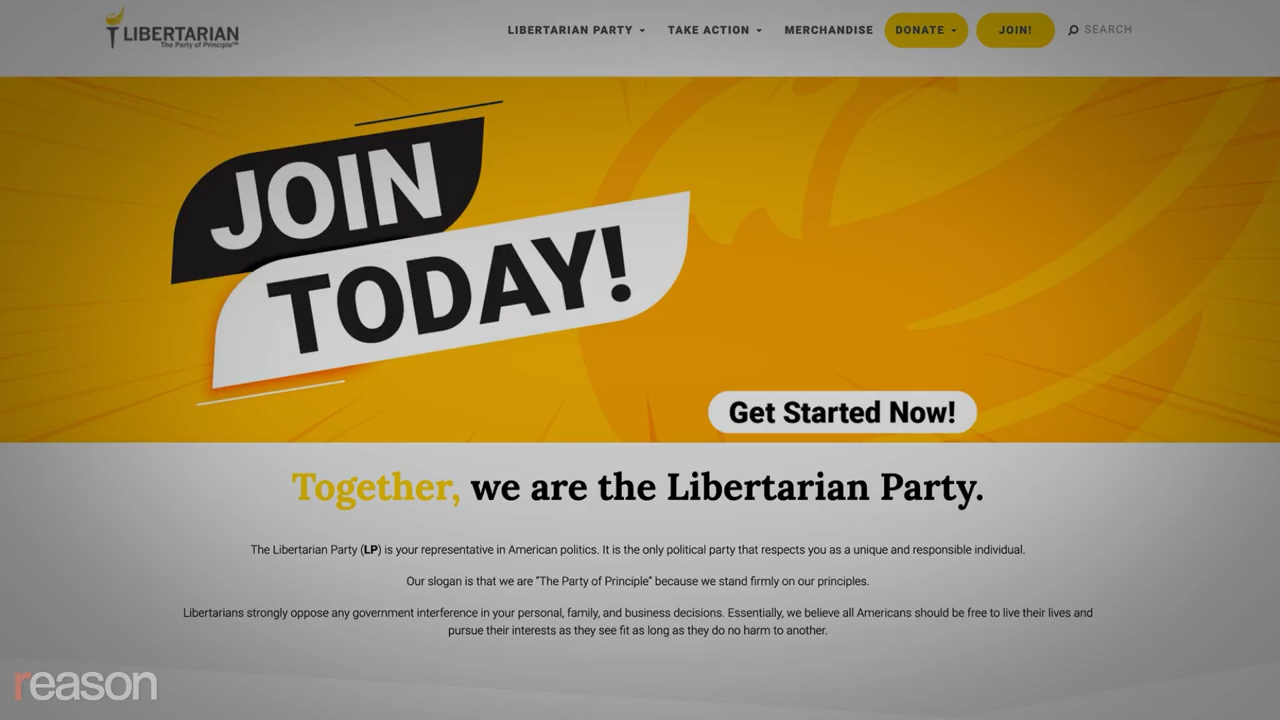 LIBERTARIAN
The Party of Principle™
LIBERTARIAN PARTY
TAKE ACTION
MERCHANDISE
DONATE
JOIN!
SEARCH
JOIN
TODAY!
Get Started Now!
Together, we are the Libertarian Party.
The Libertarian Party (LP) is your representative in American politics. It is the only political party that respects you as a unique and responsible individual.
Our slogan is that we are “The Party of Principle” because we stand firmly on our principles.
Libertarians strongly oppose any government interference in your personal, family, and business decisions. Essentially, we believe all Americans should be free to live their lives and
pursue their interests as they see fit as long as they do no harm to another.
reason